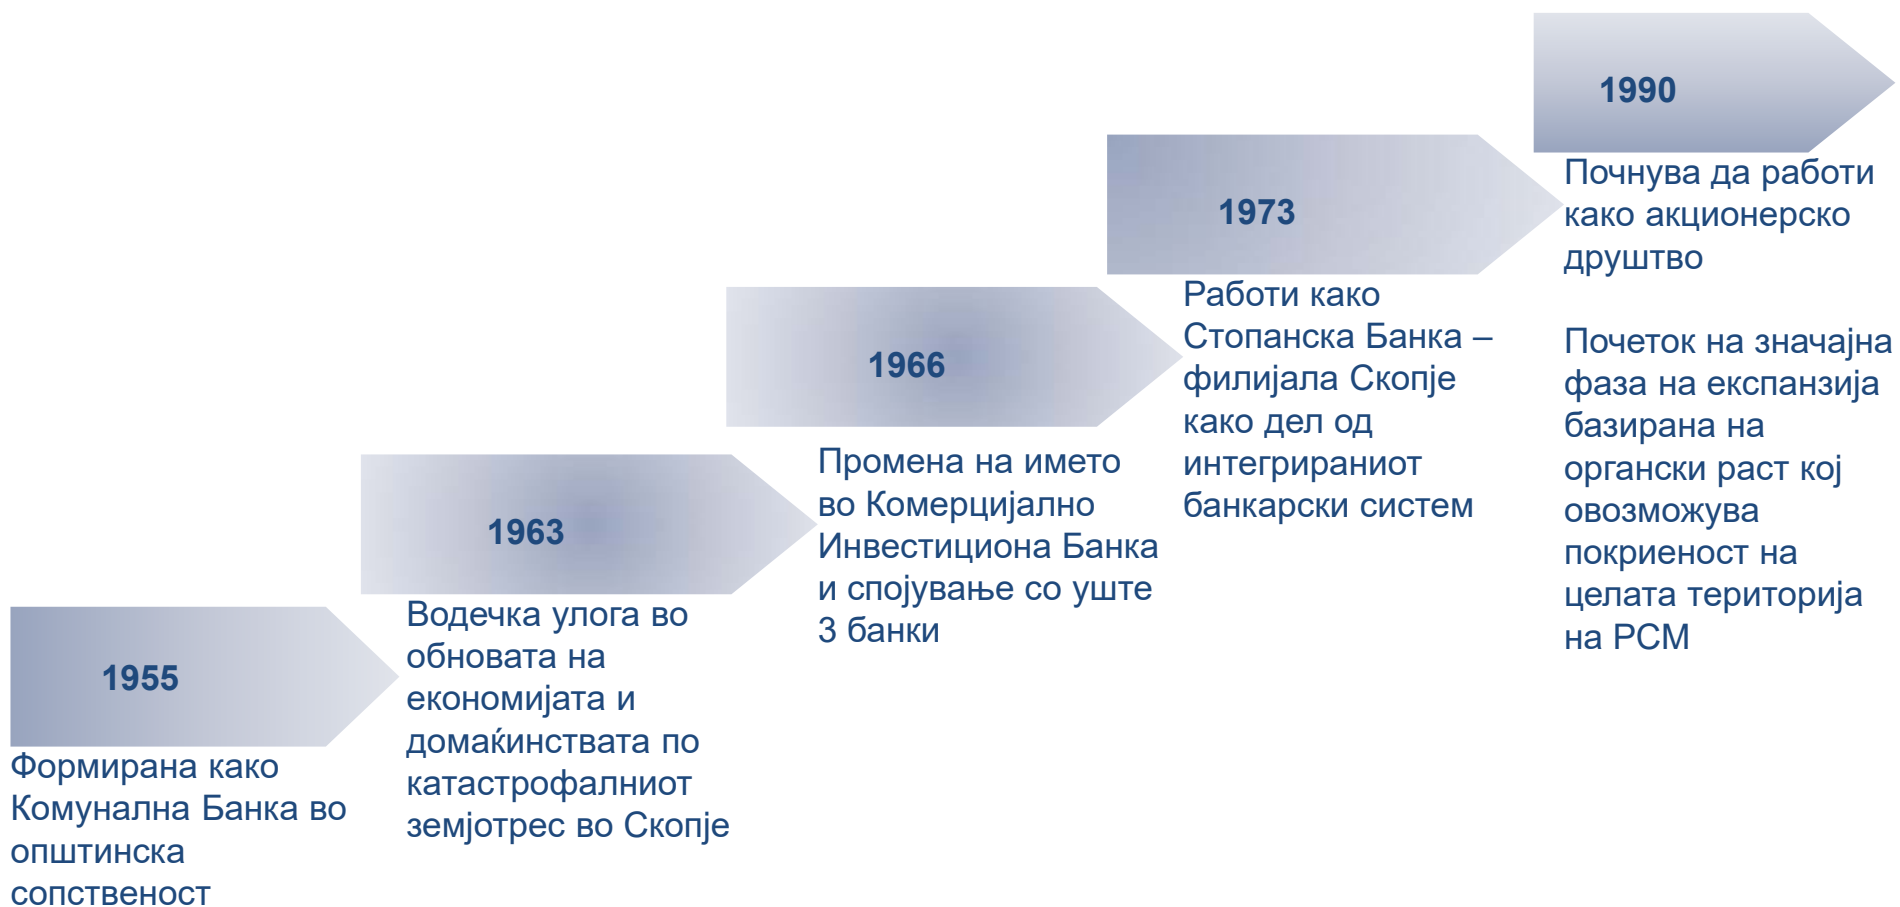 1955
Формирана како
Комунална Банка во
општинска
сопственост
1963
Водечка улога во
обновата на
економијата и
домаќинствата по
катастрофалниот
земјотрес во Скопје
1966
Промена на името
во Комерцијално
Инвестициона Банка
и спојување со уште
3 банки
1973
Работи како
Стопанска Банка –
филијала Скопје
како дел од
интегрираниот
банкарски систем
1990
Почнува да работи
како акционерско
друштво
Почеток на значајна
фаза на експанзија
базирана на
органски раст кој
овозможува
покриеност на
целата територија
на РСМ